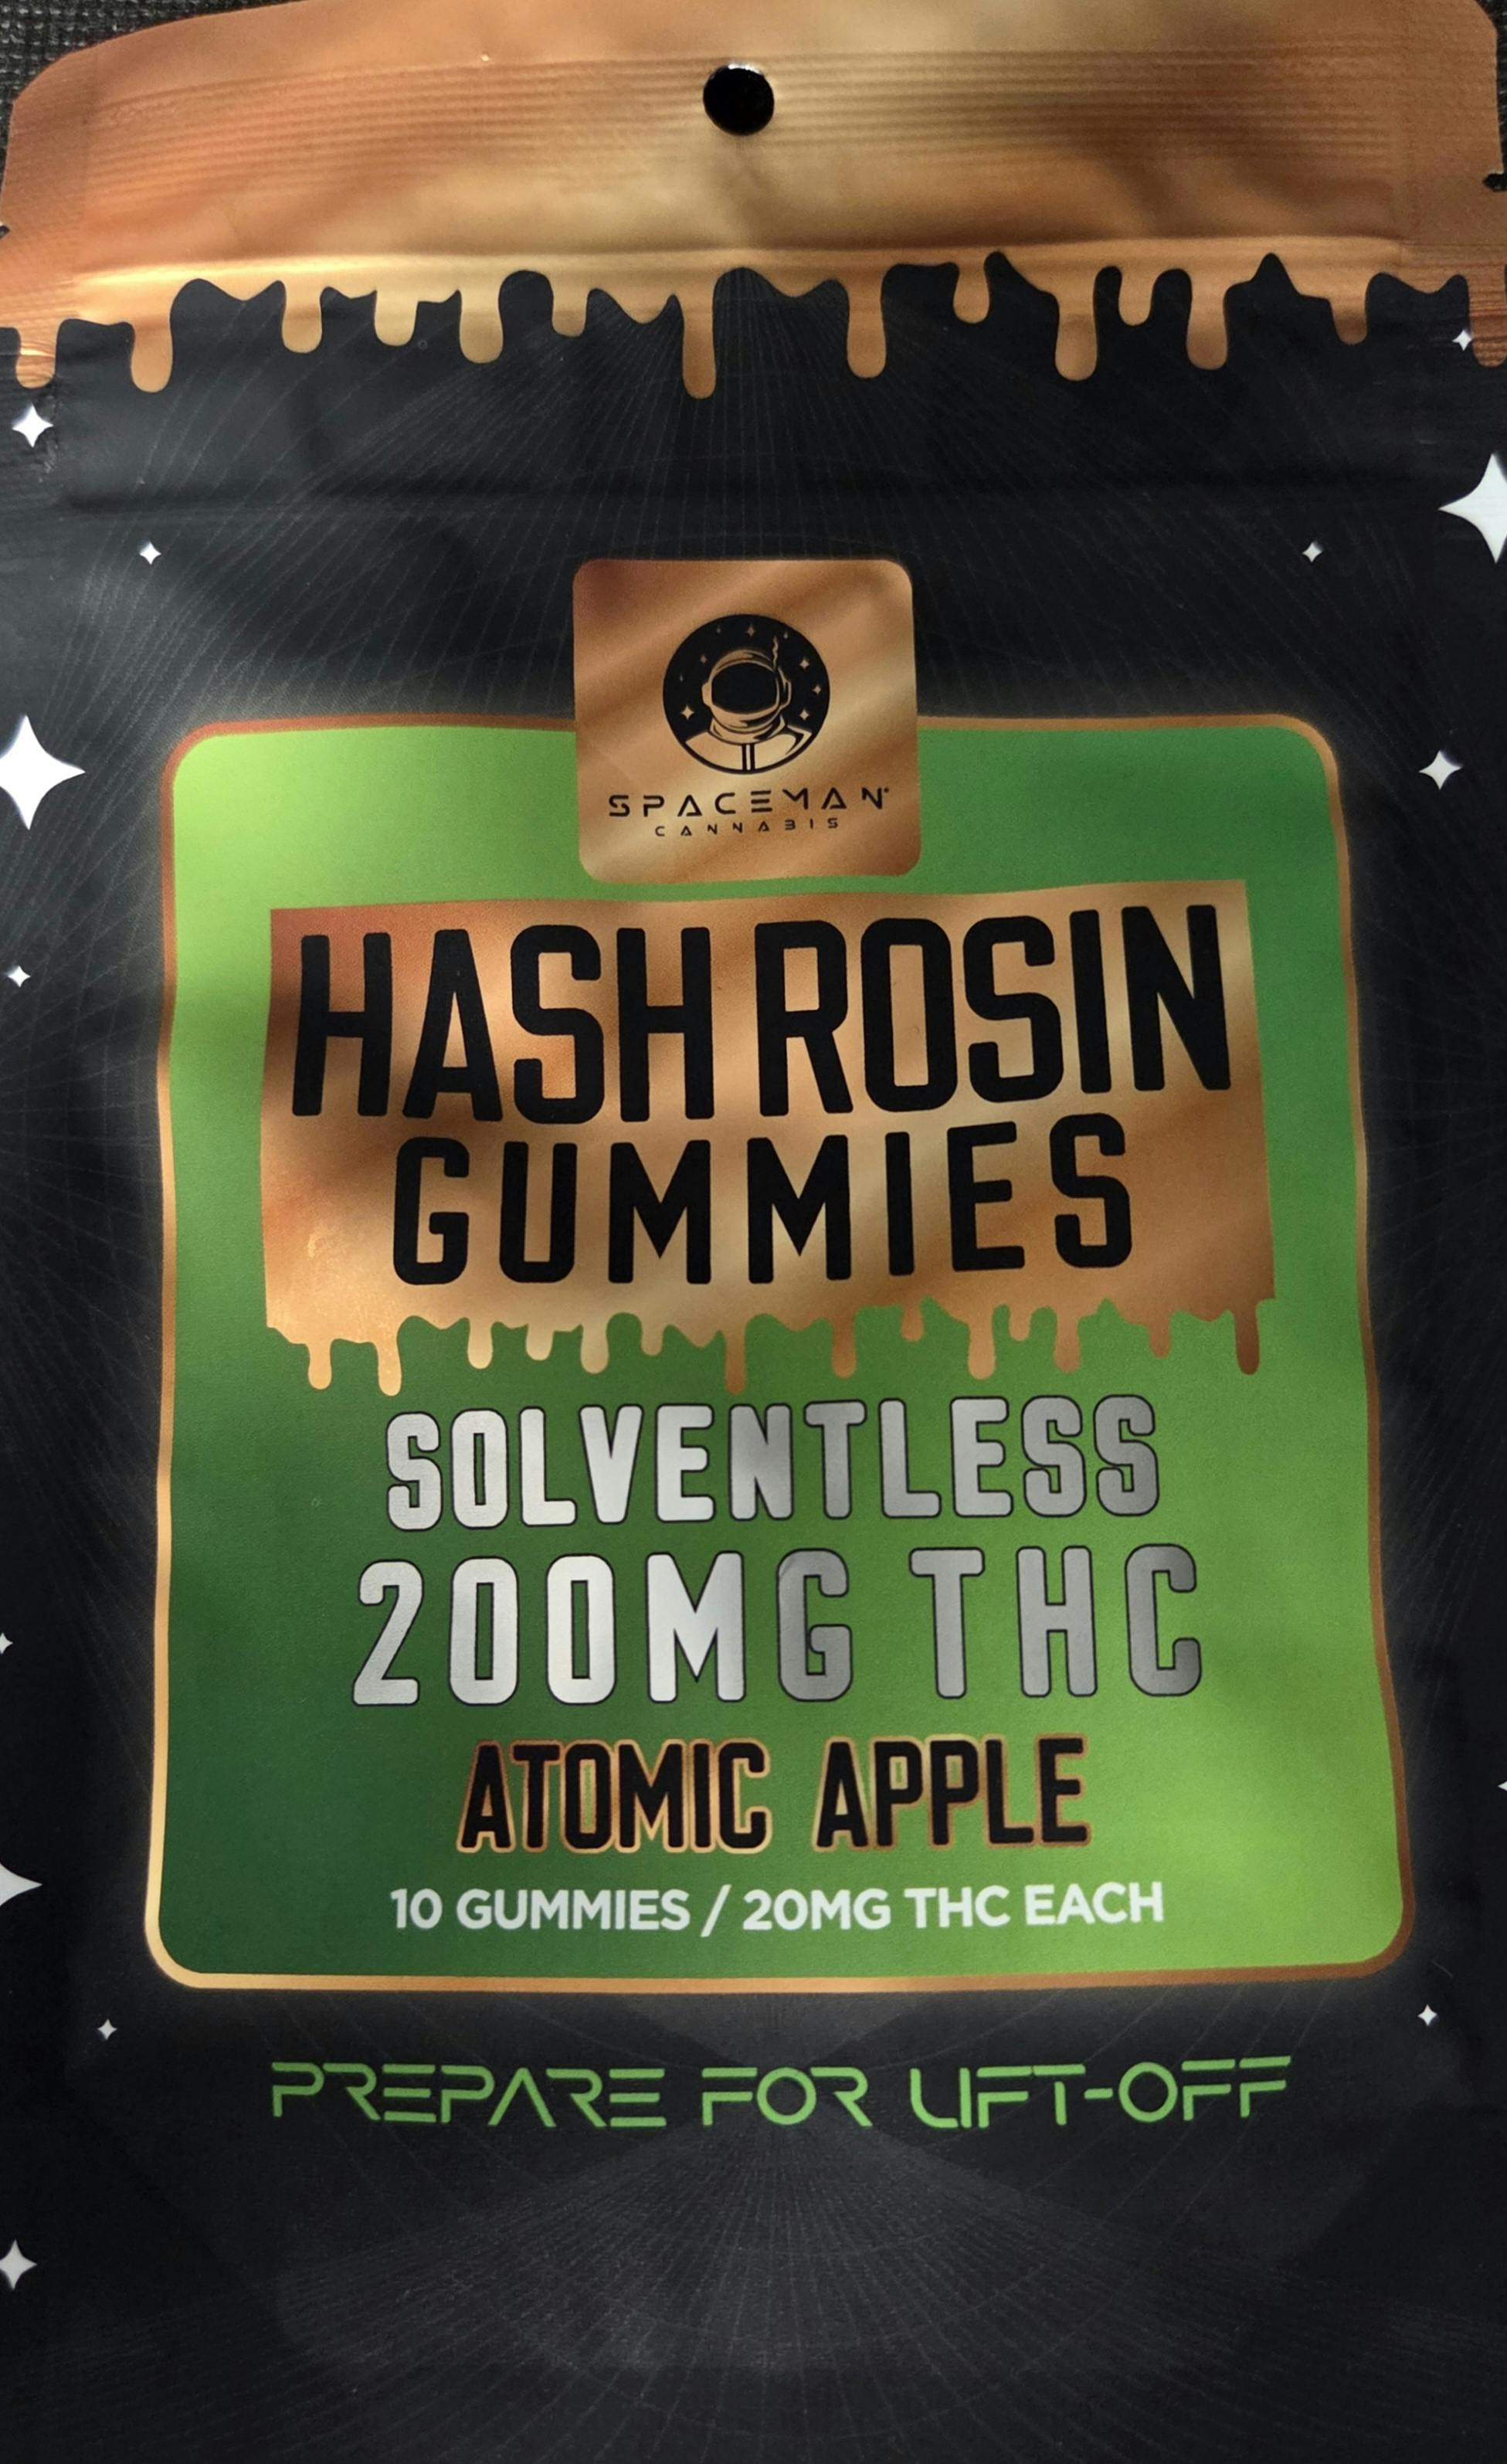 SPACEMAN
CANNABIS
HASH ROSIN
GUMMIES
SOLVENTLESS
200MG THC
ATOMIC APPLE
10 GUMMIES / 20MG THC EACH
PREPARE FOR LIFT-OFF